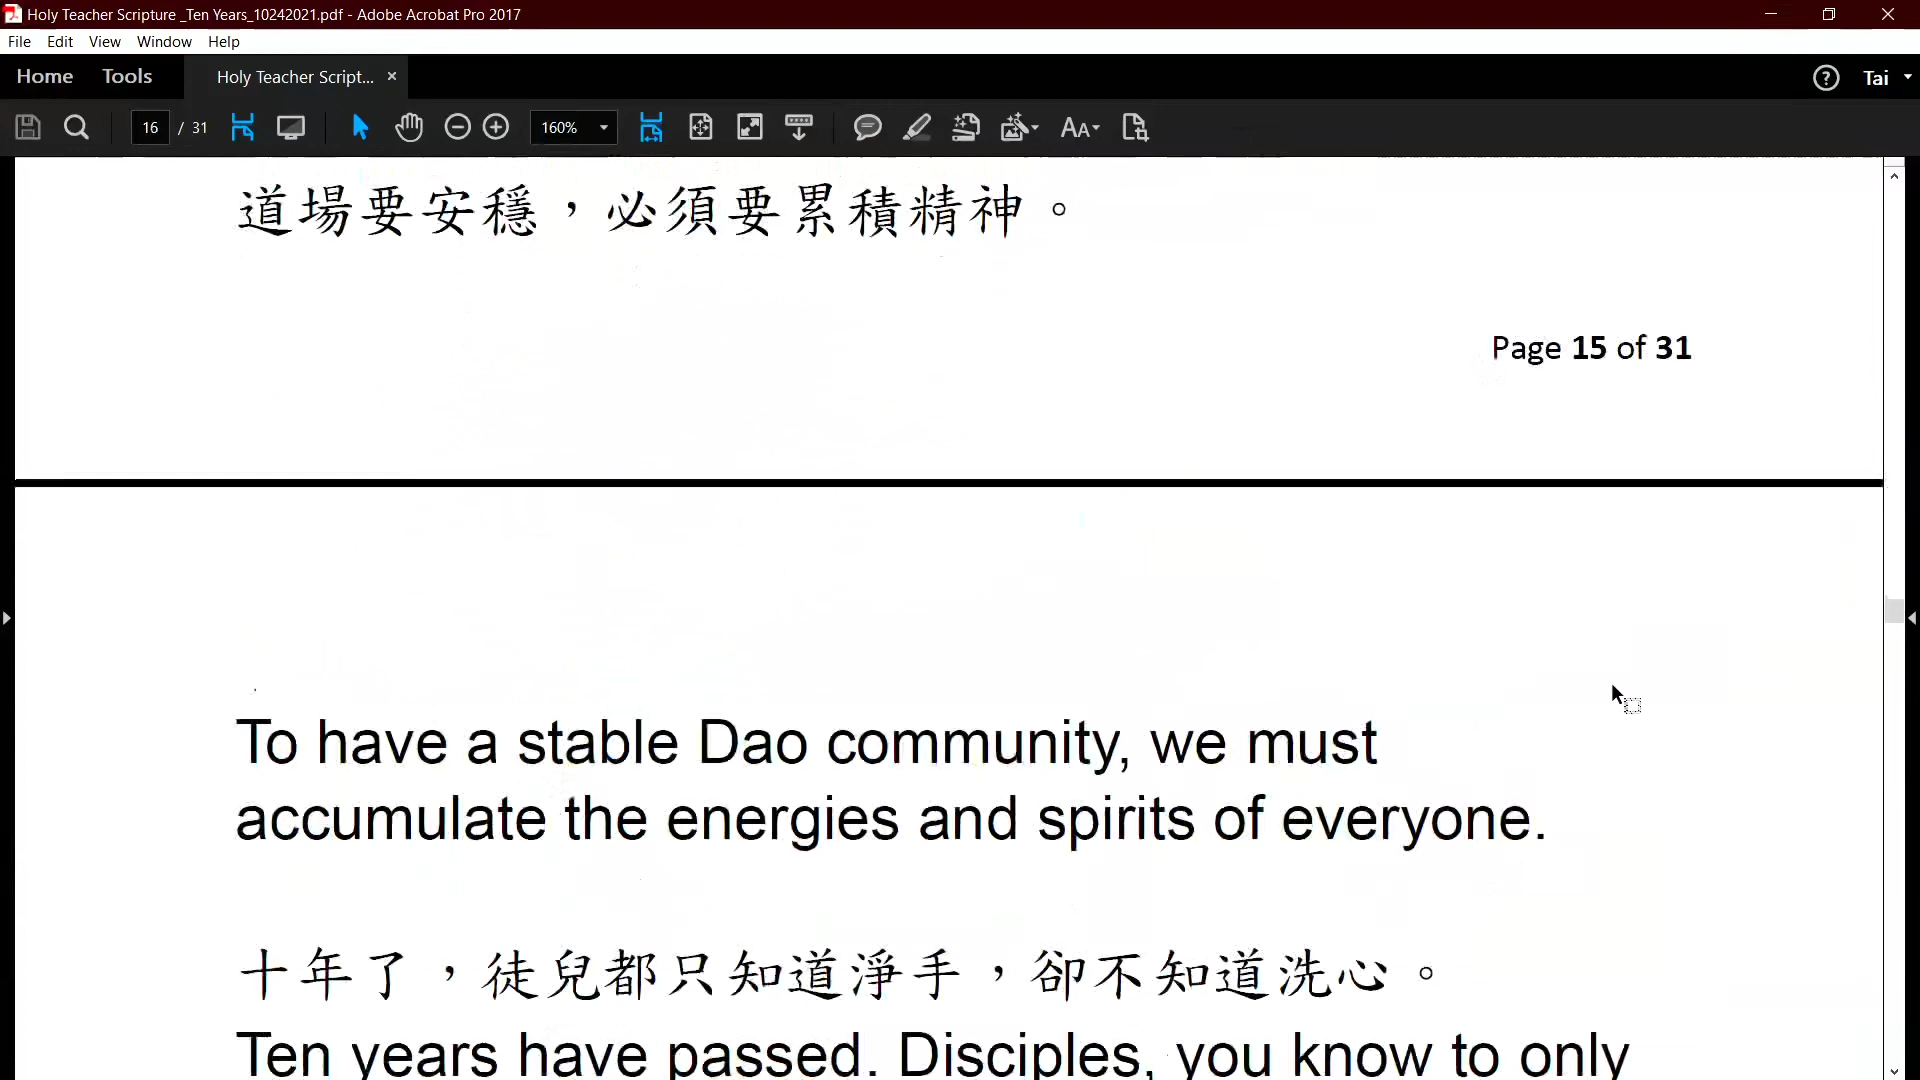 Holy Teacher Scripture _Ten Years_10242021.pdf - Adobe Acrobat Pro 2017
File Edit View Window Help
Home Tools Holy Teacher Script... × Tai
16 / 31 160%
道場要安穩，必須要累積精神。
Page 15 of 31
To have a stable Dao community, we must
accumulate the energies and spirits of everyone.
十年了，徒兒都只知道淨手，卻不知道洗心。
Ten years have passed. Disciples, you know to only